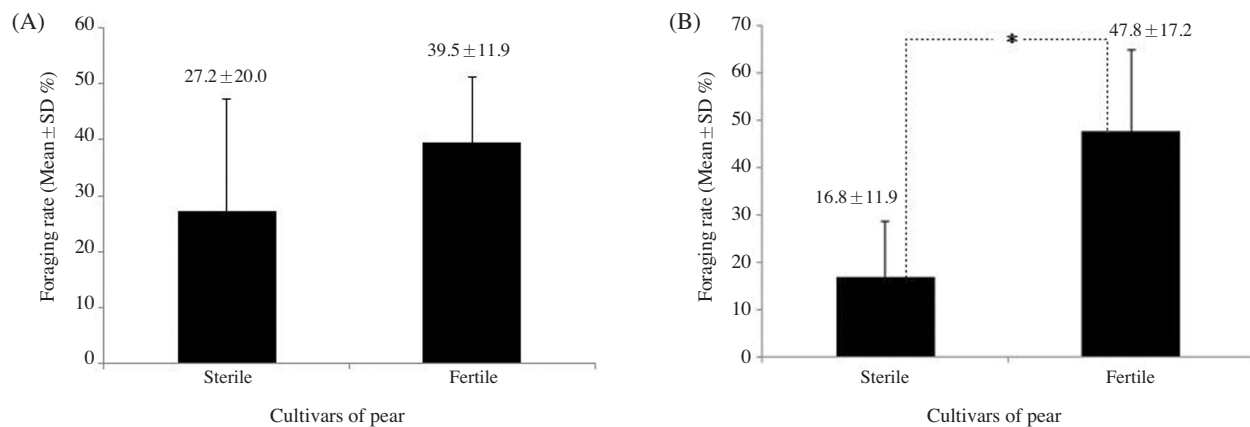 (A)
60
50
40
30
20
10
0
Foraging rate (Mean±SD %)
27.2±20.0
39.5±11.9
Sterile
Fertile
Cultivars of pear
(B)
70
60
50
40
30
20
10
0
Foraging rate (Mean±SD %)
16.8±11.9
*
47.8±17.2
Sterile
Fertile
Cultivars of pear